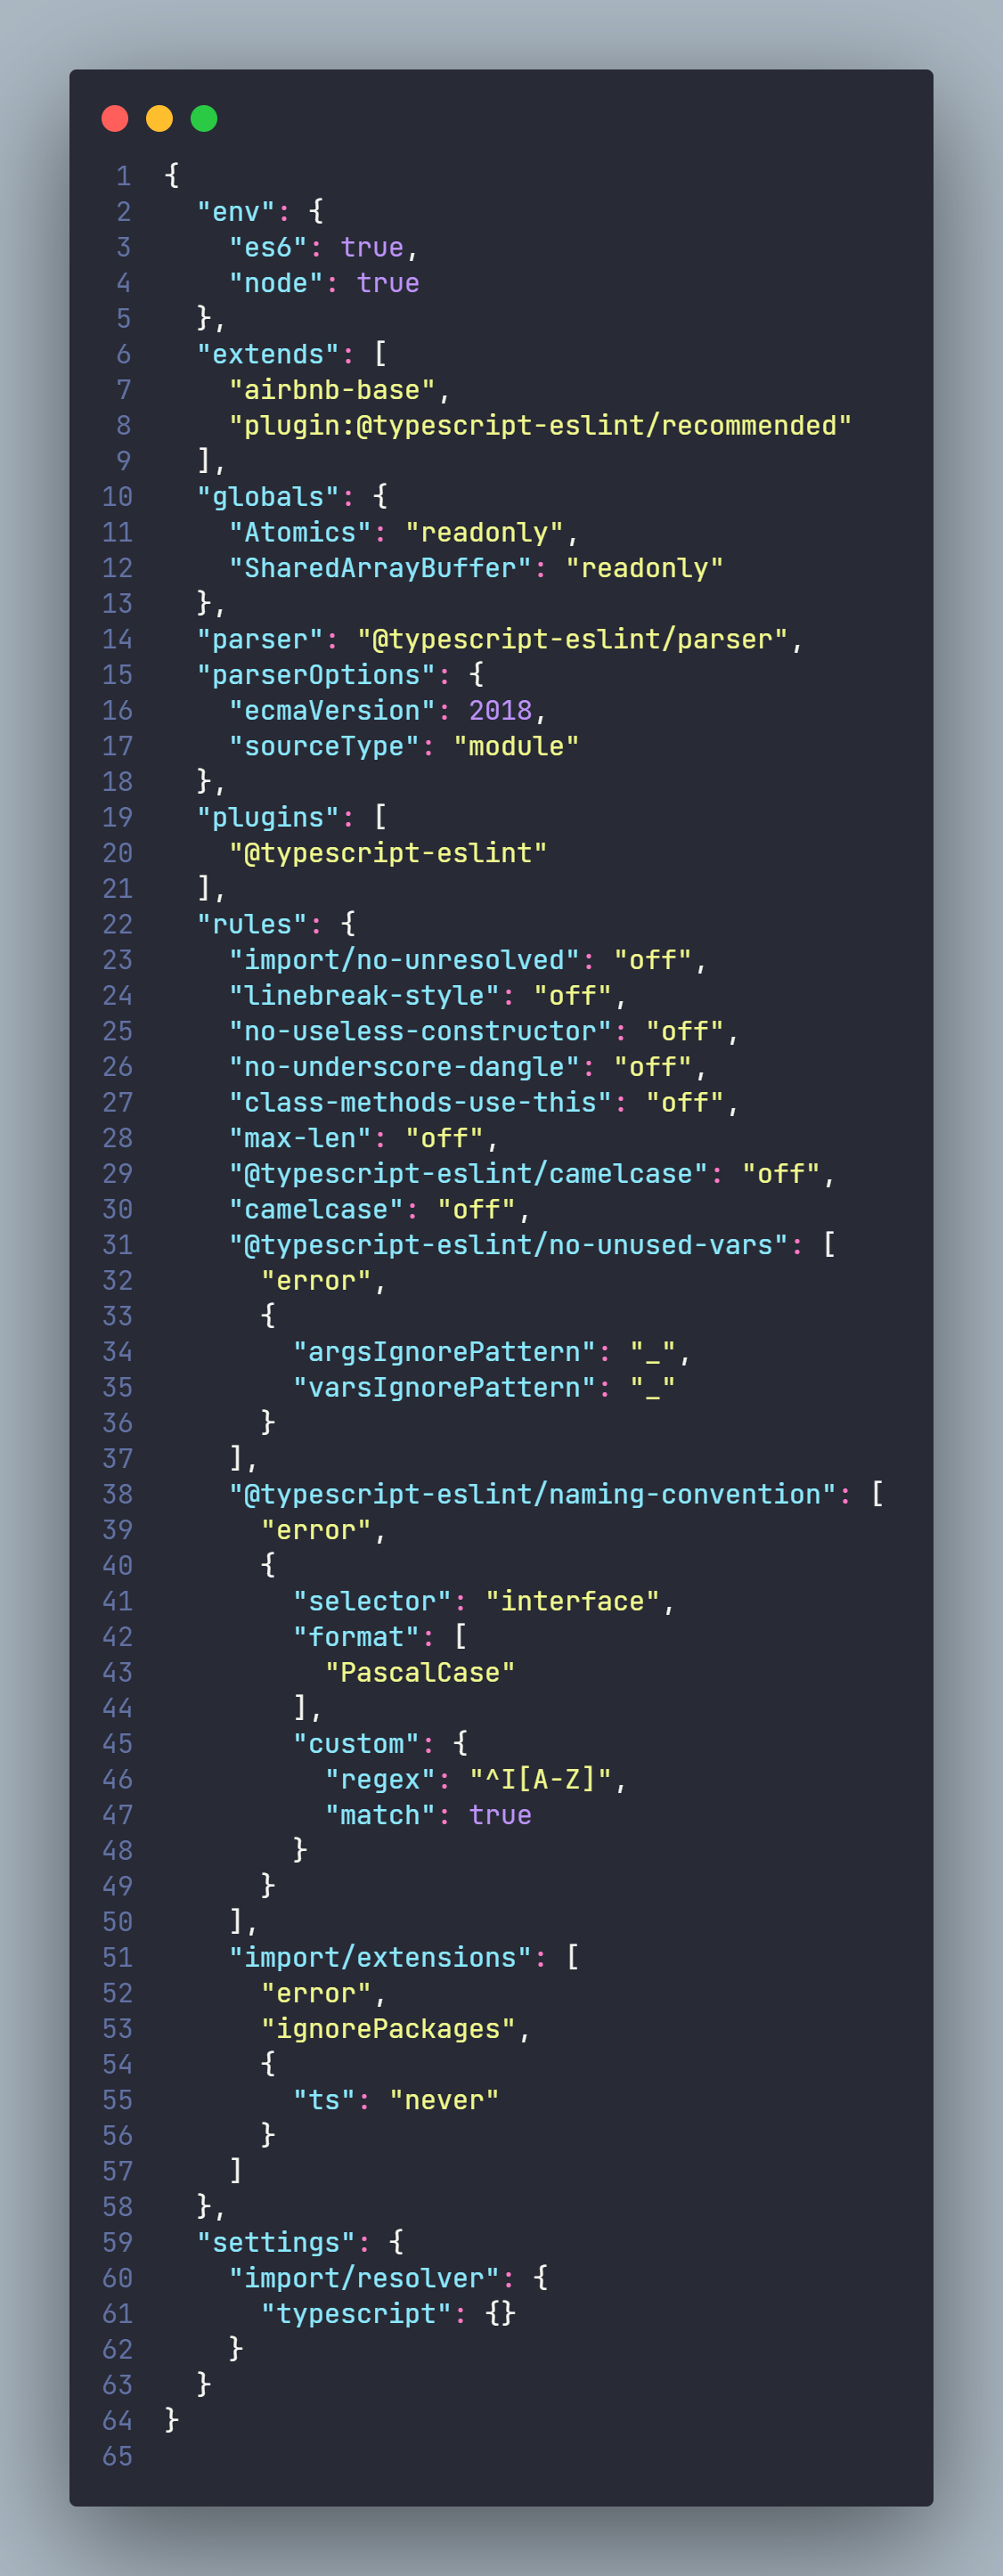 1 {
2   "env": {
3     "es6": true,
4     "node": true
5   },
6   "extends": [
7     "airbnb-base",
8     "plugin:@typescript-eslint/recommended"
9   ],
10   "globals": {
11     "Atomics": "readonly",
12     "SharedArrayBuffer": "readonly"
13   },
14   "parser": "@typescript-eslint/parser",
15   "parserOptions": {
16     "ecmaVersion": 2018,
17     "sourceType": "module"
18   },
19   "plugins": [
20     "@typescript-eslint"
21   ],
22   "rules": {
23     "import/no-unresolved": "off",
24     "linebreak-style": "off",
25     "no-useless-constructor": "off",
26     "no-underscore-dangle": "off",
27     "class-methods-use-this": "off",
28     "max-len": "off",
29     "@typescript-eslint/camelcase": "off",
30     "camelcase": "off",
31     "@typescript-eslint/no-unused-vars": [
32       "error",
33       {
34         "argsIgnorePattern": "_",
35         "varsIgnorePattern": "_"
36       }
37     ],
38     "@typescript-eslint/naming-convention": [
39       "error",
40       {
41         "selector": "interface",
42         "format": [
43           "PascalCase"
44         ],
45         "custom": {
46           "regex": "^I[A-Z]",
47           "match": true
48         }
49       }
50     ],
51     "import/extensions": [
52       "error",
53       "ignorePackages",
54       {
55         "ts": "never"
56       }
57     ]
58   },
59   "settings": {
60     "import/resolver": {
61       "typescript": {}
62     }
63   }
64 }
65